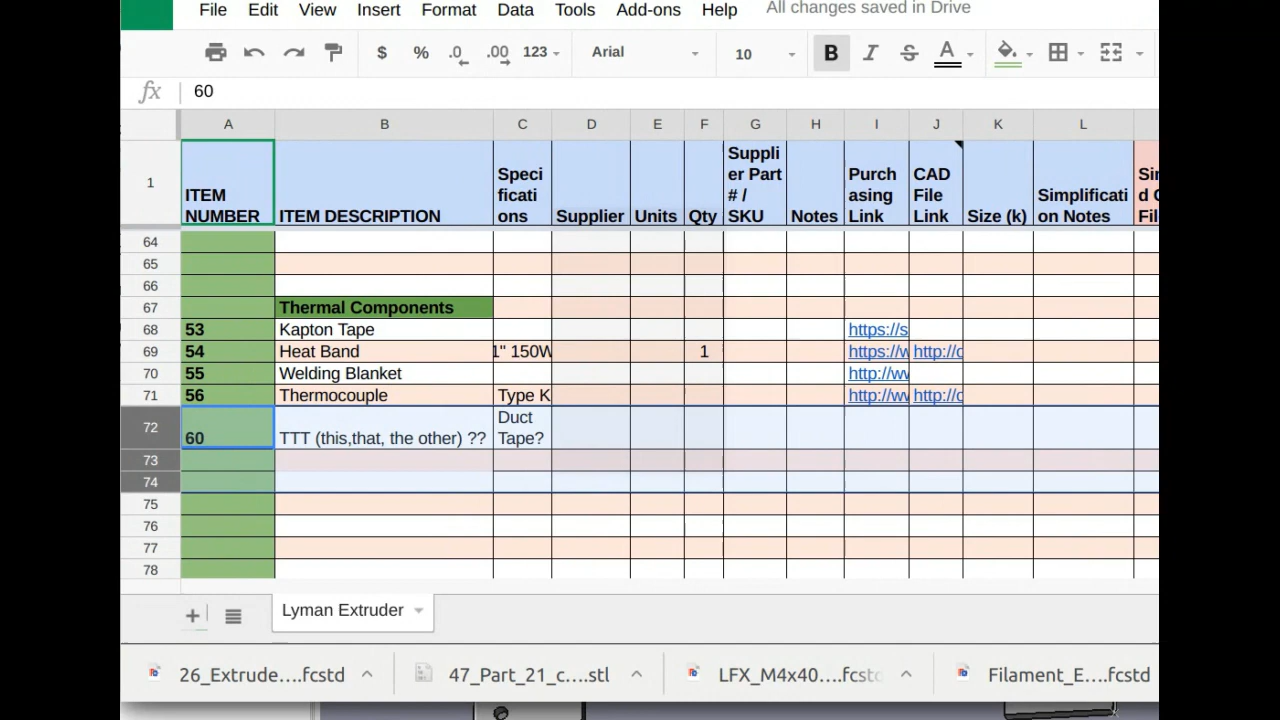 File Edit View Insert Format Data Tools Add-ons Help All changes saved in Drive
$ % .0 .00 123 Arial 10 B I S A
fx 60
A B C D E F G H I J K L
1 ITEM NUMBER ITEM DESCRIPTION Specifications Supplier Units Qty Supplier Part # / SKU Notes Purchasing Link CAD File Link Size (k) Simplification Notes
64
65
66
67 Thermal Components
68 53 Kapton Tape https://s
69 54 Heat Band 1" 150W 1 https://w http://c
70 55 Welding Blanket http://w
71 56 Thermocouple Type K http://w http://c
72 60 TTT (this,that, the other) ?? Duct Tape?
73
74
75
76
77
78
+ Lyman Extruder
26_Extrude....fcstd 47_Part_21_c....stl LFX_M4x40....fcstd Filament_E....fcstd